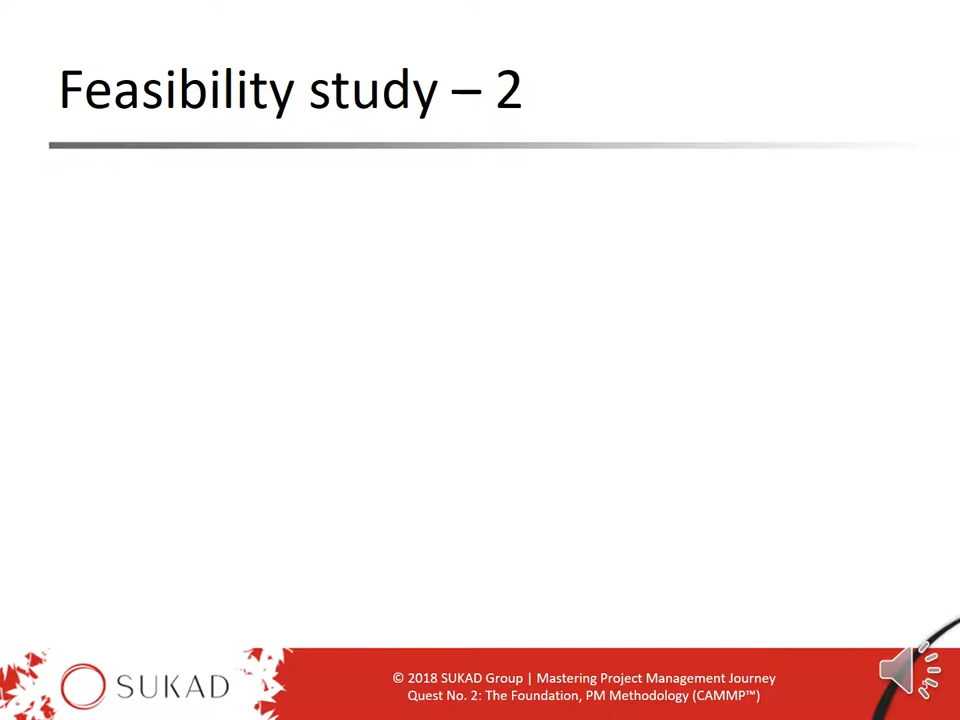 Feasibility study – 2
SUKAD
© 2018 SUKAD Group | Mastering Project Management Journey
Quest No. 2: The Foundation, PM Methodology (CAMMP™)